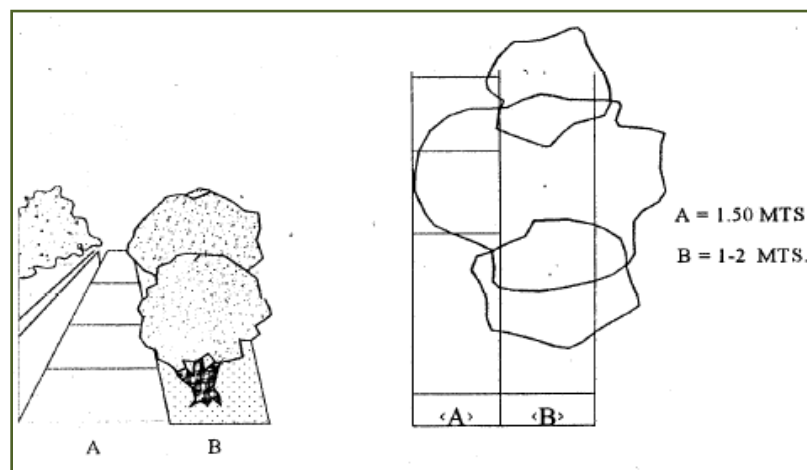 A = 1.50 MTS
B = 1-2 MTS.
A B
‹A› ‹B›